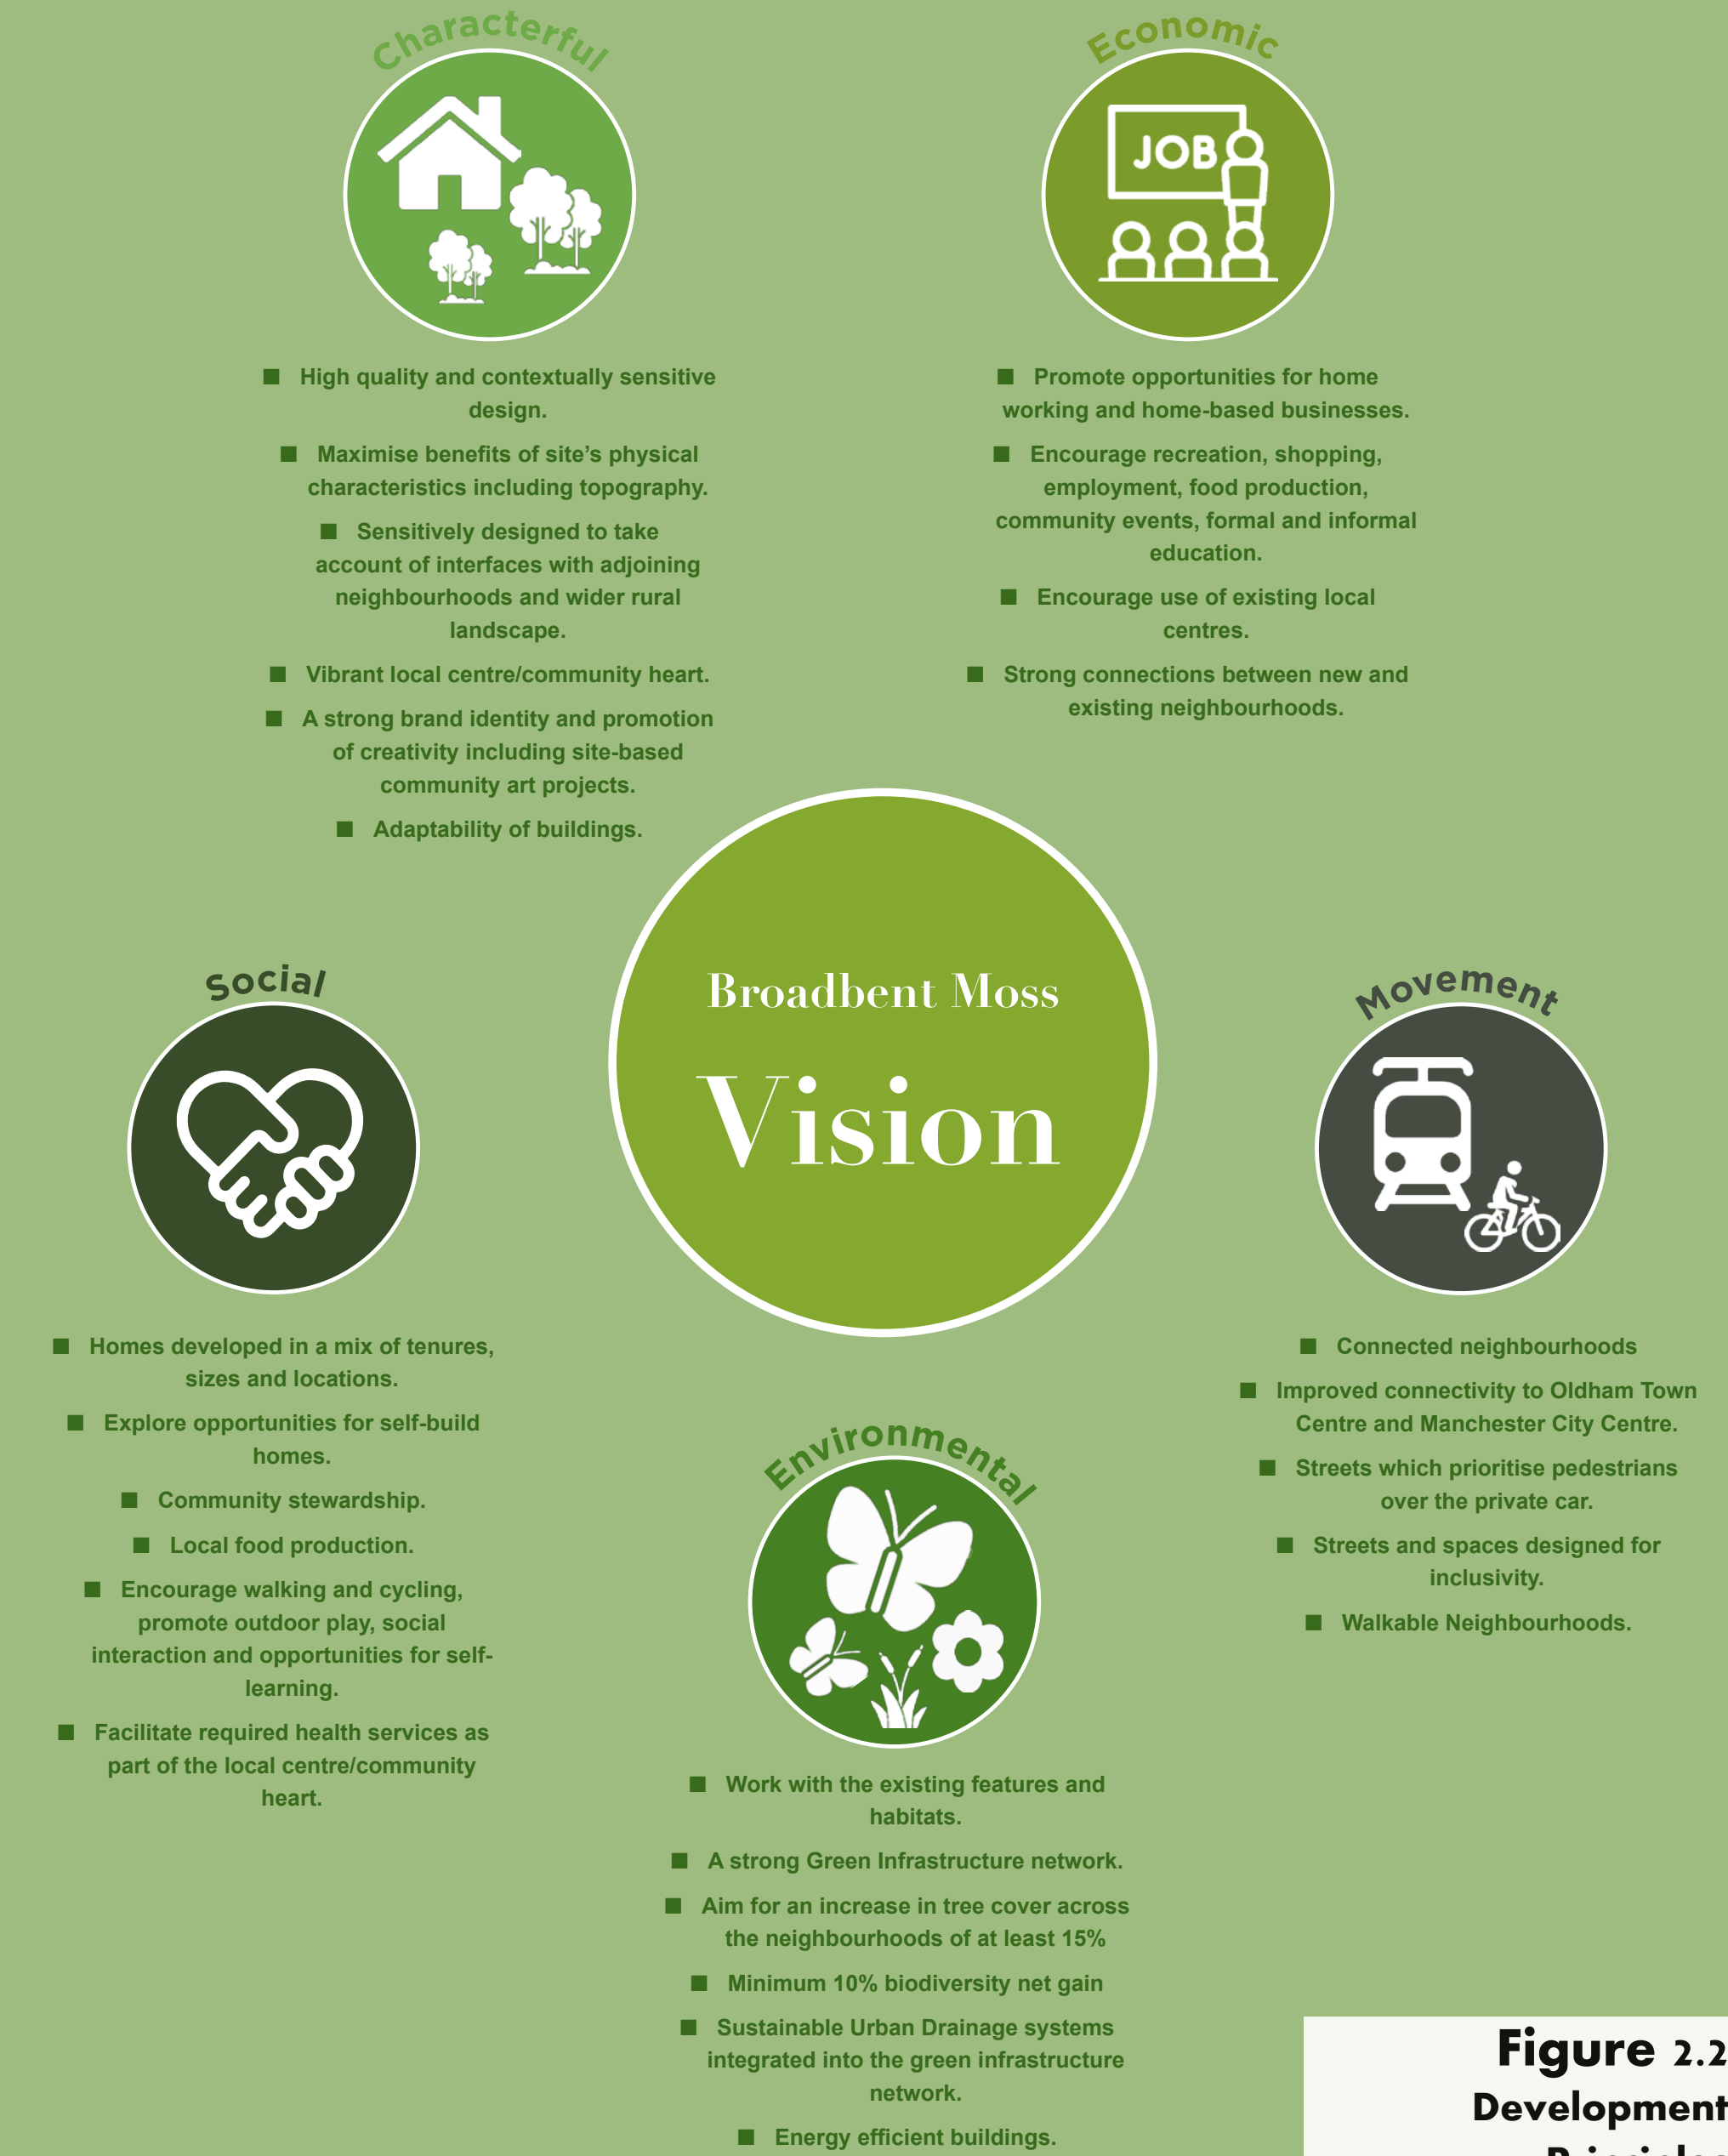 Characterful
JOB
■ High quality and contextually sensitive
design.
■ Maximise benefits of site's physical
characteristics including topography.
■ Sensitively designed to take
account of interfaces with adjoining
neighbourhoods and wider rural
landscape.
■ Vibrant local centre/community heart.
■ A strong brand identity and promotion
of creativity including site-based
community art projects.
■ Adaptability of buildings.
Economic
■ Promote opportunities for home
working and home-based businesses.
■ Encourage recreation, shopping,
employment, food production,
community events, formal and informal
education.
■ Encourage use of existing local
centres.
■ Strong connections between new and
existing neighbourhoods.
Broadbent Moss
Vision
Social
■ Homes developed in a mix of tenures,
sizes and locations.
■ Explore opportunities for self-build
homes.
■ Community stewardship.
■ Local food production.
■ Encourage walking and cycling,
promote outdoor play, social
interaction and opportunities for self-
learning.
■ Facilitate required health services as
part of the local centre/community
heart.
Movement
■ Connected neighbourhoods
■ Improved connectivity to Oldham Town
Centre and Manchester City Centre.
■ Streets which prioritise pedestrians
over the private car.
■ Streets and spaces designed for
inclusivity.
■ Walkable Neighbourhoods.
Environmental
■ Work with the existing features and
habitats.
■ A strong Green Infrastructure network.
■ Aim for an increase in tree cover across
the neighbourhoods of at least 15%
■ Minimum 10% biodiversity net gain
■ Sustainable Urban Drainage systems
integrated into the green infrastructure
network.
■ Energy efficient buildings.
Figure 2.2
Development